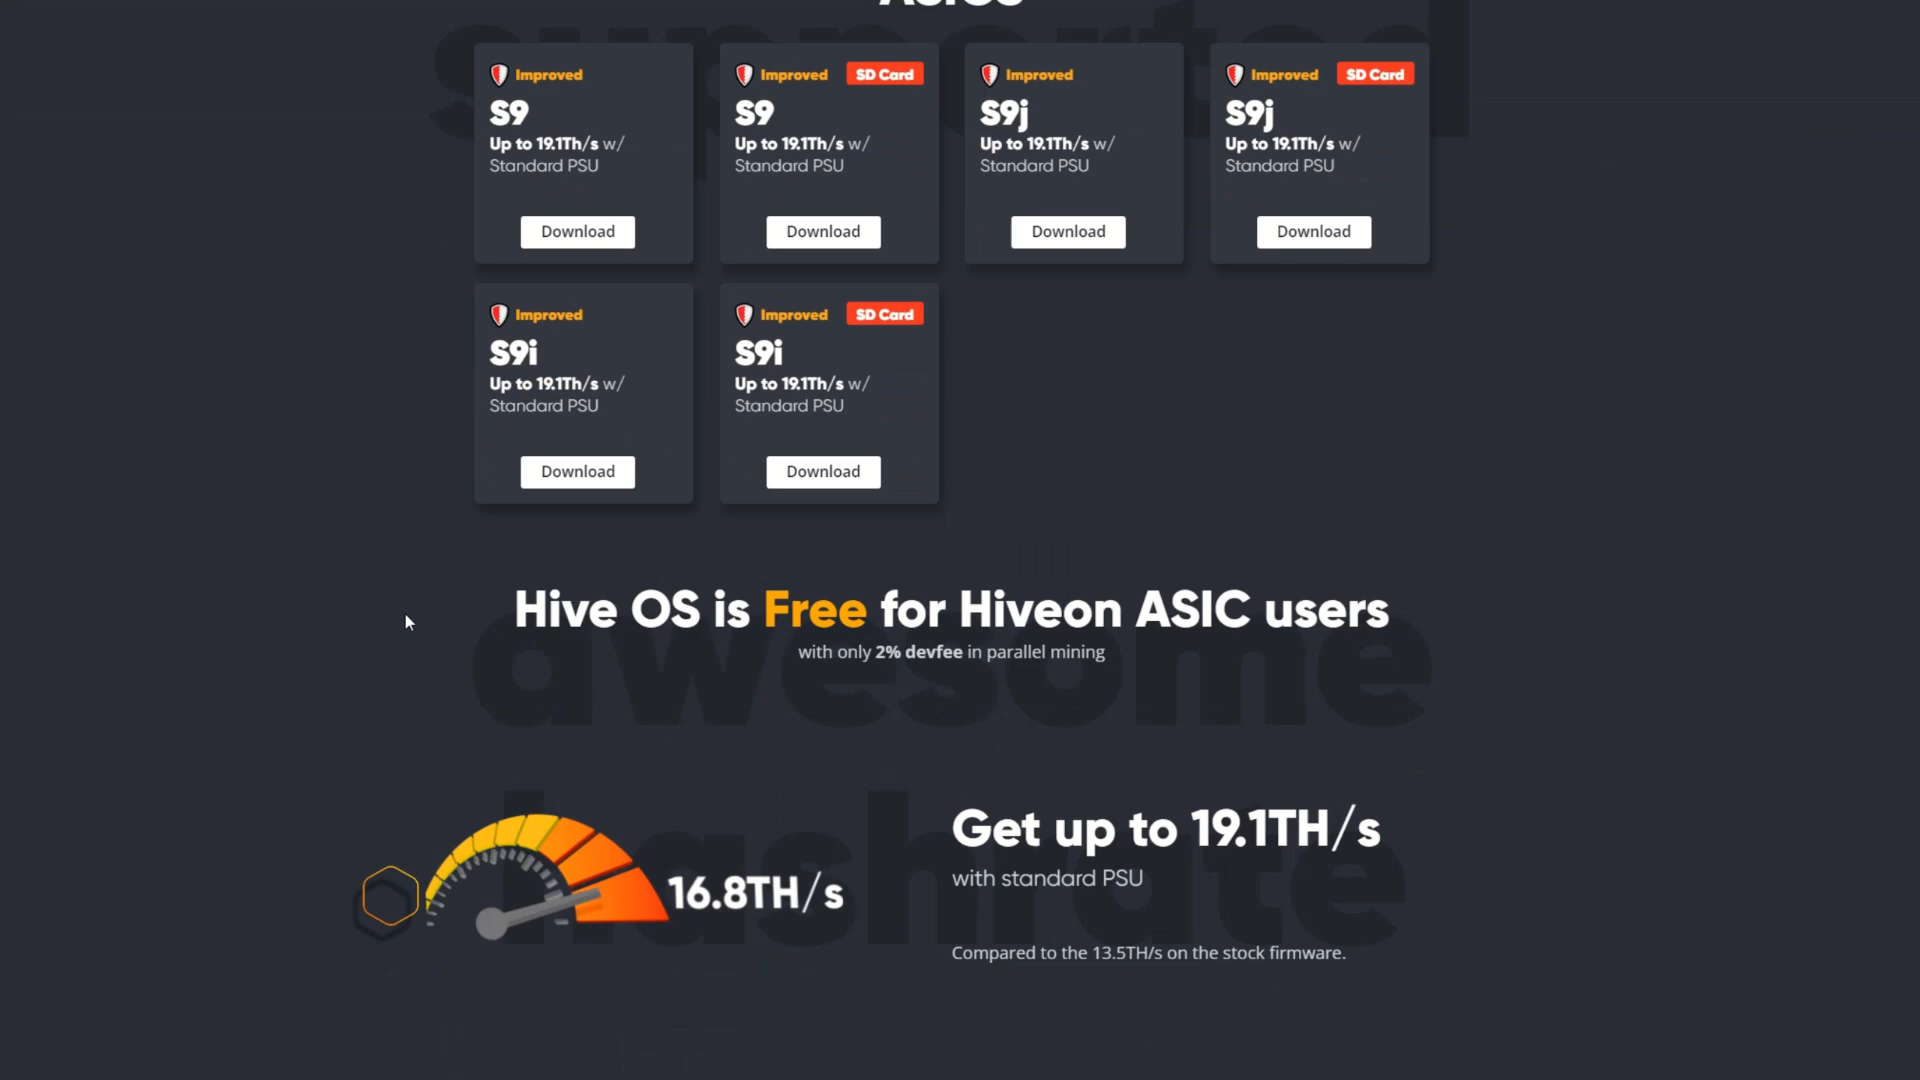 ASICs
supported
Improved
S9
Up to 19.1Th/s w/
Standard PSU
Download
Improved SD Card
S9
Up to 19.1Th/s w/
Standard PSU
Download
Improved
S9j
Up to 19.1Th/s w/
Standard PSU
Download
Improved SD Card
S9j
Up to 19.1Th/s w/
Standard PSU
Download
Improved
S9i
Up to 19.1Th/s w/
Standard PSU
Download
Improved SD Card
S9i
Up to 19.1Th/s w/
Standard PSU
Download
Hive OS is Free for Hiveon ASIC users
with only 2% devfee in parallel mining
awesome
hashrate
16.8TH/s
Get up to 19.1TH/s
with standard PSU
Compared to the 13.5TH/s on the stock firmware.